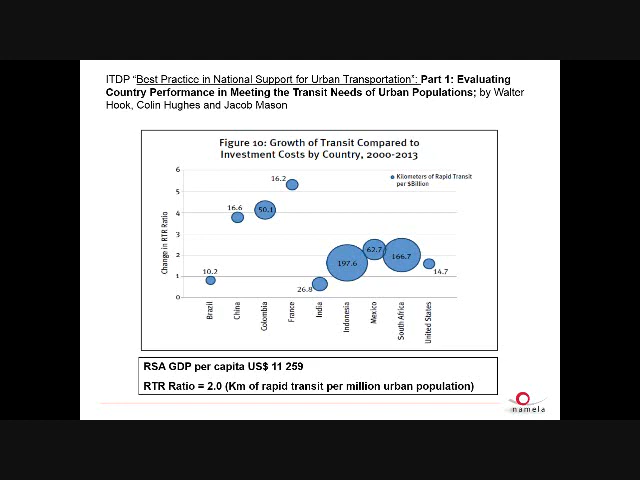 ITDP “Best Practice in National Support for Urban Transportation”: Part 1: Evaluating
Country Performance in Meeting the Transit Needs of Urban Populations; by Walter
Hook, Colin Hughes and Jacob Mason
Figure 10: Growth of Transit Compared to
Investment Costs by Country, 2000-2013
Kilometers of Rapid Transit
per $Billion
Change in RTR Ratio
6
5
4
3
2
1
0
10.2
16.6
50.1
16.2
26.8
197.6
62.7
166.7
14.7
Brazil
China
Colombia
France
India
Indonesia
Mexico
South Africa
United States
RSA GDP per capita US$ 11 259
RTR Ratio = 2.0 (Km of rapid transit per million urban population)
namela